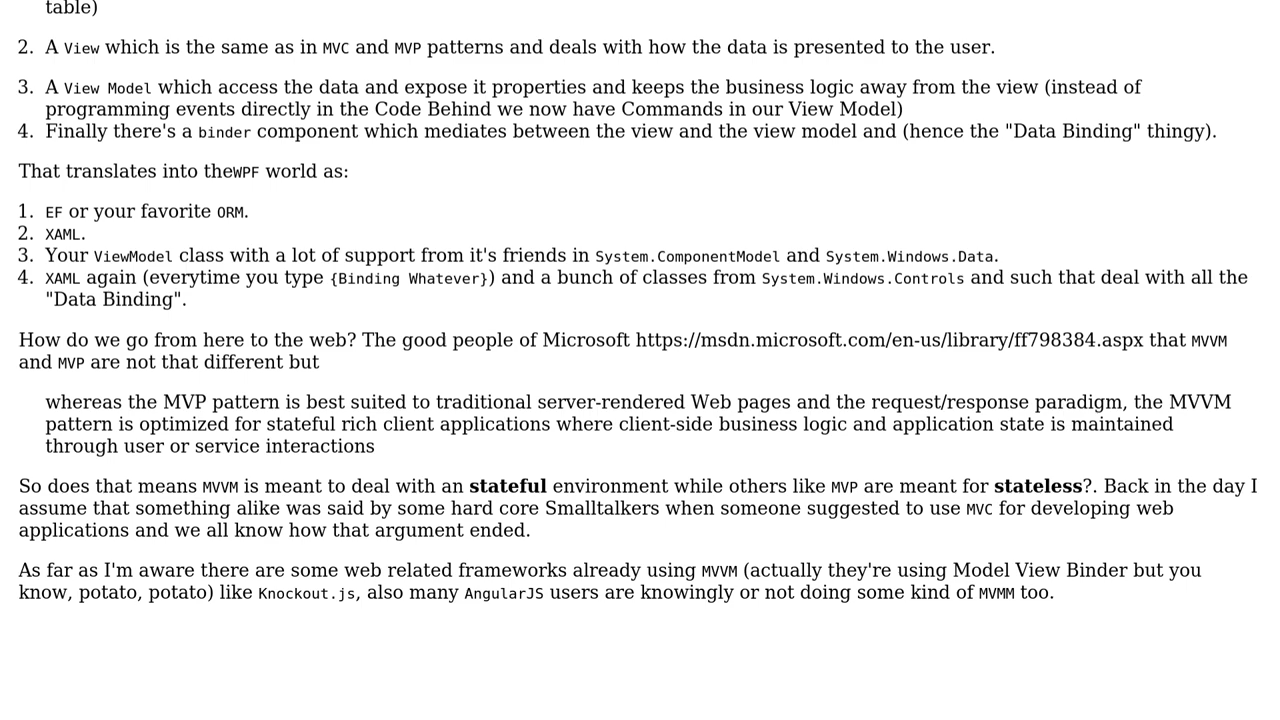 table)
2. A View which is the same as in MVC and MVP patterns and deals with how the data is presented to the user.
3. A View Model which access the data and expose it properties and keeps the business logic away from the view (instead of
programming events directly in the Code Behind we now have Commands in our View Model)
4. Finally there's a binder component which mediates between the view and the view model and (hence the "Data Binding" thingy).
That translates into theWPF world as:
1. EF or your favorite ORM.
2. XAML.
3. Your ViewModel class with a lot of support from it's friends in System.ComponentModel and System.Windows.Data.
4. XAML again (everytime you type {Binding Whatever}) and a bunch of classes from System.Windows.Controls and such that deal with all the
"Data Binding".
How do we go from here to the web? The good people of Microsoft https://msdn.microsoft.com/en-us/library/ff798384.aspx that MVVM
and MVP are not that different but
whereas the MVP pattern is best suited to traditional server-rendered Web pages and the request/response paradigm, the MVVM
pattern is optimized for stateful rich client applications where client-side business logic and application state is maintained
through user or service interactions
So does that means MVVM is meant to deal with an stateful environment while others like MVP are meant for stateless?. Back in the day I
assume that something alike was said by some hard core Smalltalkers when someone suggested to use MVC for developing web
applications and we all know how that argument ended.
As far as I'm aware there are some web related frameworks already using MVVM (actually they're using Model View Binder but you
know, potato, potato) like Knockout.js, also many AngularJS users are knowingly or not doing some kind of MVMM too.